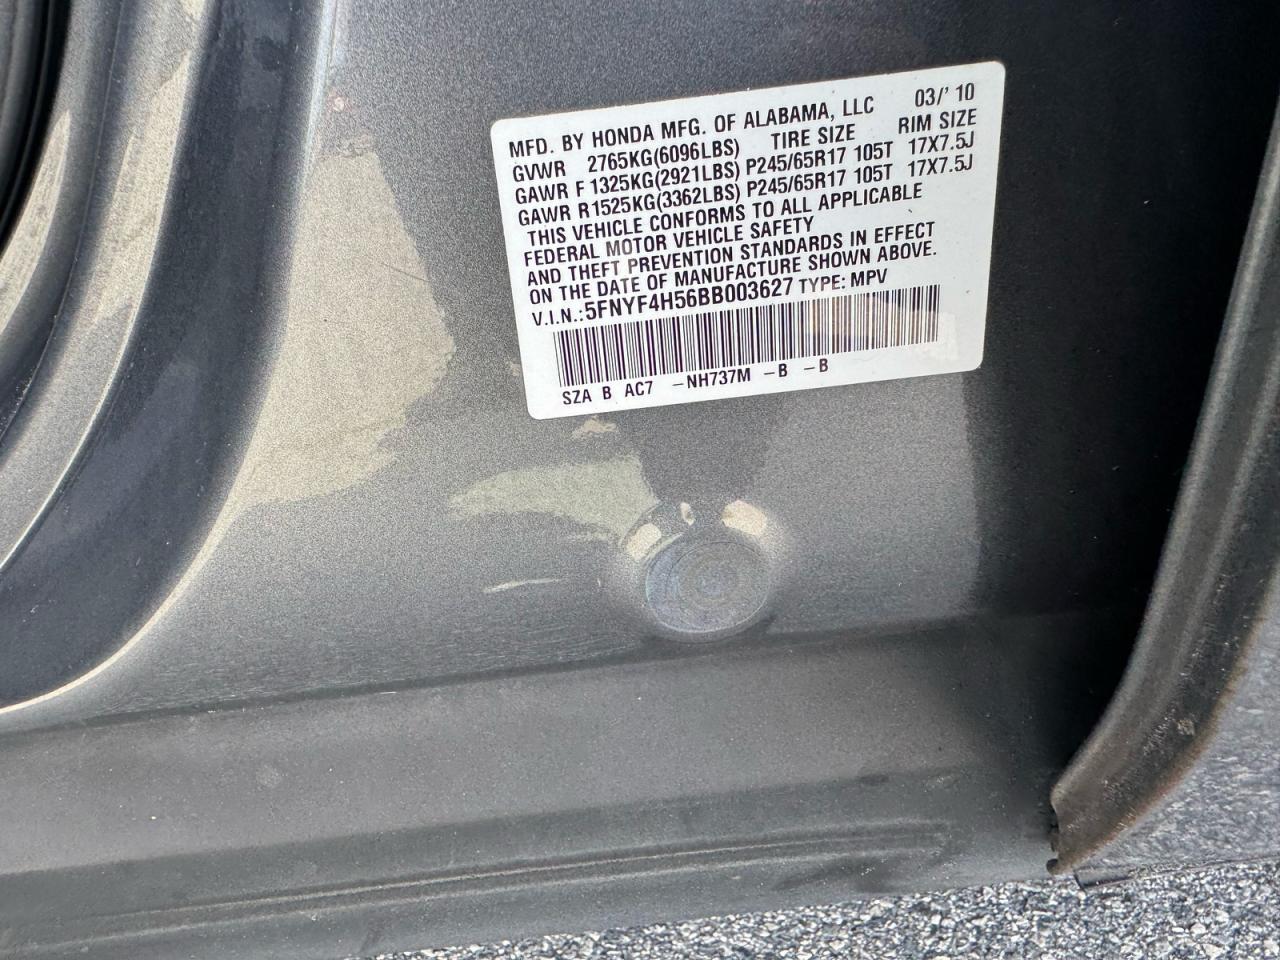 MFD. BY HONDA MFG. OF ALABAMA, LLC 03/' 10
GVWR 2765KG(6096LBS) TIRE SIZE RIM SIZE
GAWR F 1325KG(2921LBS) P245/65R17 105T 17X7.5J
GAWR R1525KG(3362LBS) P245/65R17 105T 17X7.5J
THIS VEHICLE CONFORMS TO ALL APPLICABLE
FEDERAL MOTOR VEHICLE SAFETY
AND THEFT PREVENTION STANDARDS IN EFFECT
ON THE DATE OF MANUFACTURE SHOWN ABOVE.
V.I.N.:5FNYF4H56BB003627 TYPE: MPV
SZA B AC7 -NH737M -B -B